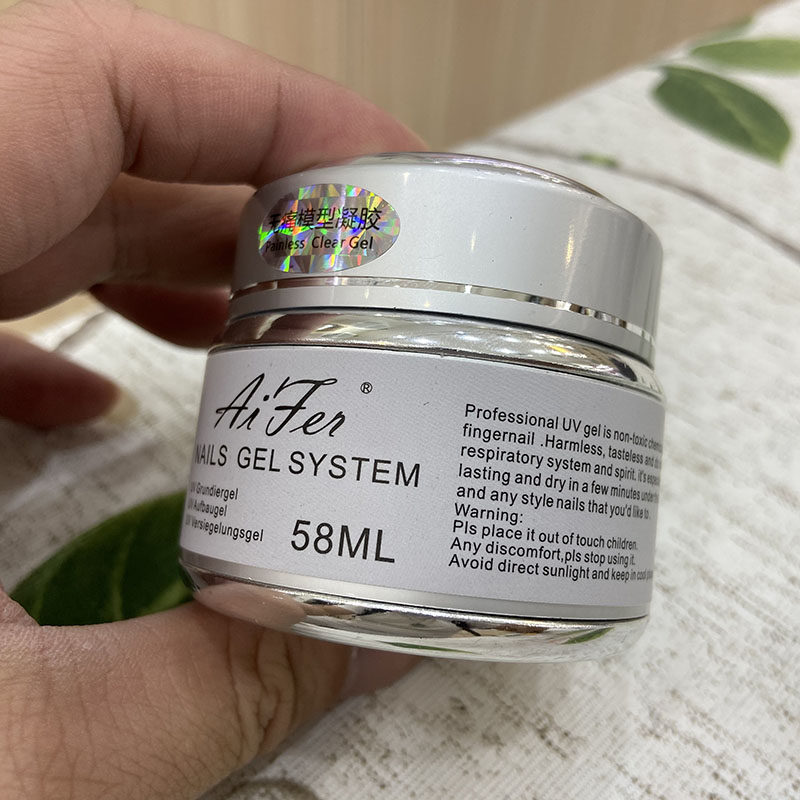 无痛模型凝胶
Painless Clear Gel
AiFer ®
NAILS GEL SYSTEM
UV Grundiergel
UV Aufbaugel
UV Versiegelungsgel
58ML
Professional UV gel is non-toxic
fingernail .Harmless, tasteless and
respiratory system and spirit. it's
lasting and dry in a few minutes under
and any style nails that you'd like to .
Warning:
Pls place it out of touch children.
Any discomfort,pls stop using it.
Avoid direct sunlight and keep in cool